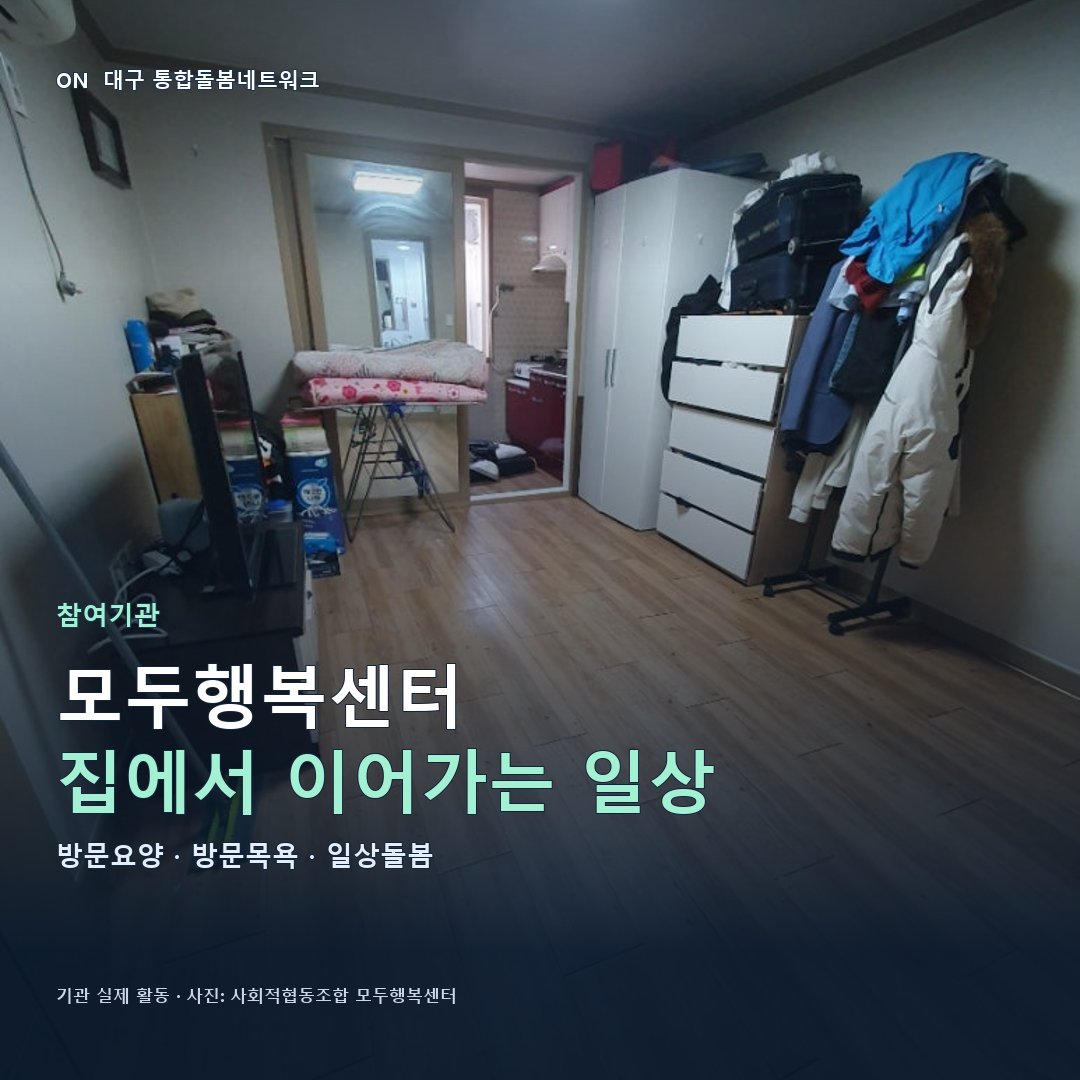 ON 대구 통합돌봄네트워크
참여기관
모두행복센터
집에서 이어가는 일상
방문요양 · 방문목욕 · 일상돌봄
기관 실제 활동 · 사진: 사회적협동조합 모두행복센터